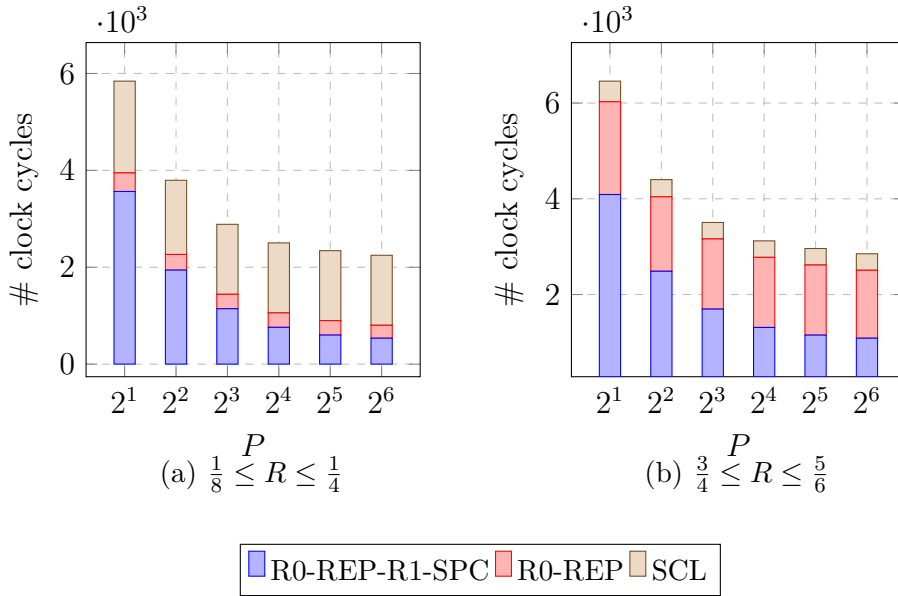 ·10³
6
4
2
0
# clock cycles
2¹ 2² 2³ 2⁴ 2⁵ 2⁶
P
(a) 1/8 ≤ R ≤ 1/4
·10³
6
4
2
# clock cycles
2¹ 2² 2³ 2⁴ 2⁵ 2⁶
P
(b) 3/4 ≤ R ≤ 5/6
R0-REP-R1-SPC R0-REP SCL